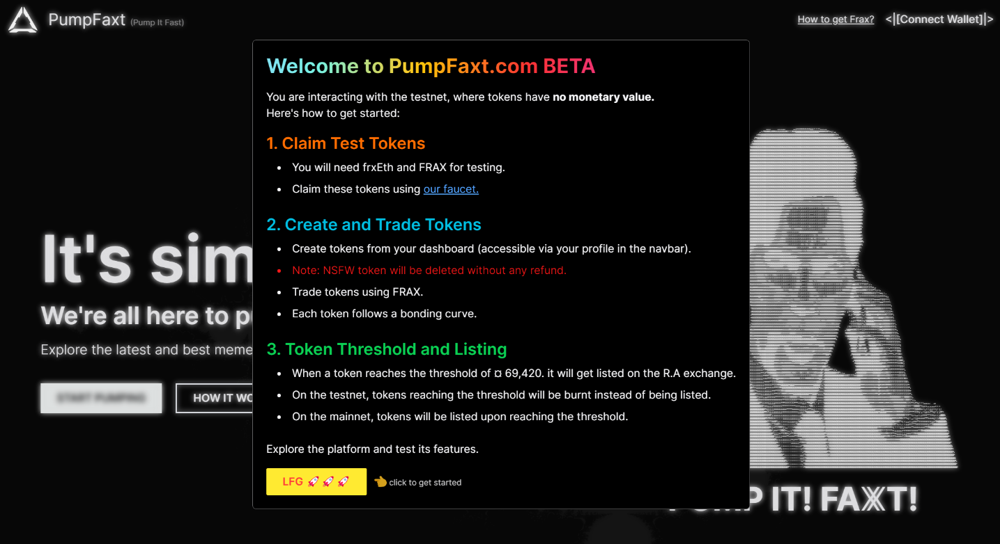 PumpFaxt (Pump It Fast)
How to get Frax? <|[Connect Wallet]|>
Welcome to PumpFaxt.com BETA
You are interacting with the testnet, where tokens have no monetary value.
Here's how to get started:
1. Claim Test Tokens
• You will need frxEth and FRAX for testing.
• Claim these tokens using our faucet.
2. Create and Trade Tokens
• Create tokens from your dashboard (accessible via your profile in the navbar).
• Note: NSFW token will be deleted without any refund.
• Trade tokens using FRAX.
• Each token follows a bonding curve.
3. Token Threshold and Listing
• When a token reaches the threshold of ¤ 69,420. it will get listed on the R.A exchange.
• On the testnet, tokens reaching the threshold will be burnt instead of being listed.
• On the mainnet, tokens will be listed upon reaching the threshold.
Explore the platform and test its features.
LFG 🚀 🚀 🚀 👈 click to get started
It's sim
We're all here to p
Explore the latest and best meme
START PUMPING
HOW IT WO
P IT! FAXT!